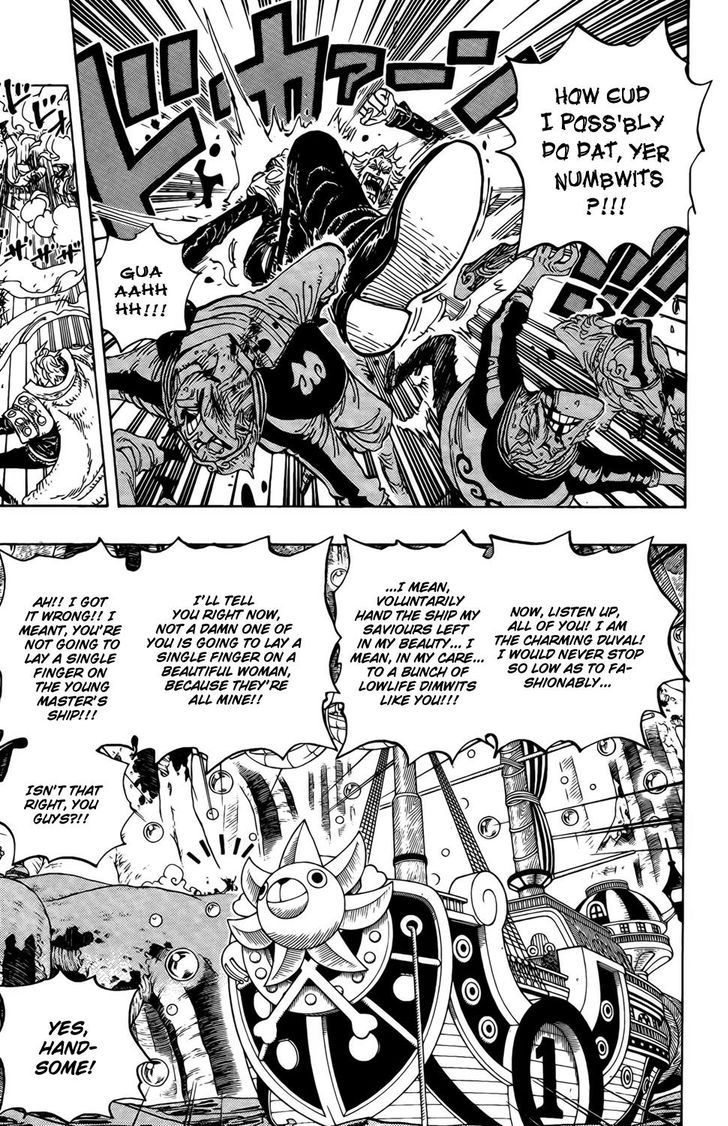 HOW CUD
I POSS'BLY
DO DAT, YER
NUMBWITS
?!!!
ドカァーーン
GUA
AAHH
HH!!!
NOW, LISTEN UP,
ALL OF YOU! I AM
THE CHARMING DUVAL!
I WOULD NEVER STOP
SO LOW AS TO FA-
SHIONABLY...
...I MEAN,
VOLUNTARILY
HAND THE SHIP MY
SAVIOURS LEFT
IN MY BEAUTY... I
MEAN, IN MY CARE...
TO A BUNCH OF
LOWLIFE DIMWITS
LIKE YOU!!!
I'LL TELL
YOU RIGHT NOW,
NOT A DAMN ONE OF
YOU IS GOING TO LAY A
SINGLE FINGER ON A
BEAUTIFUL WOMAN,
BECAUSE THEY'RE
ALL MINE!!
AH!! I GOT
IT WRONG!! I
MEANT, YOU'RE
NOT GOING TO
LAY A SINGLE
FINGER ON
THE YOUNG
MASTER'S
SHIP!!!
ISN'T THAT
RIGHT, YOU
GUYS?!!
YES,
HAND-
SOME!
1